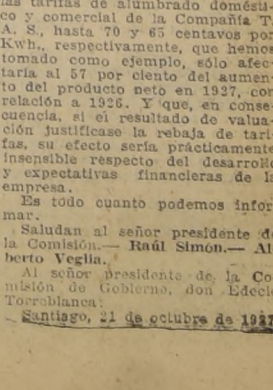 las tarifas de alumbrado domésti-
co y comercial de la Compañía T.
A. S., hasta 70 y 65 centavos por
Kwh., respectivamente, que hemos
tomado como ejemplo, sólo afec-
taría al 57 por ciento del aumen-
to del producto neto en 1927, con
relación a 1926. Y que, en conse-
cuencia, si el resultado de valua-
ción justificase la rebaja de tari-
fas, su efecto sería prácticamente
insensible respecto del desarrollo
y expectativas financieras de la
empresa.
Es todo cuanto podemos infor-
mar.
Saludan al señor presidente de
la Comisión.— Raúl Simón.— Al-
berto Veglia.
Al señor presidente de la Co-
misión de Gobierno, don Edecio
Torreblanca:
Santiago, 21 de octubre de 1927